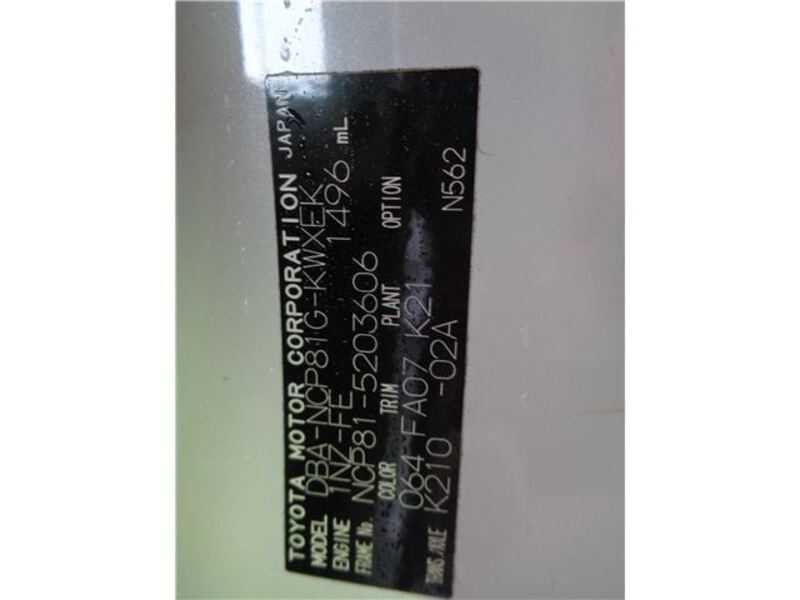 TOYOTA MOTOR CORPORATION JAPAN
MODEL DBA-NCP81G-KWXEK
ENGINE 1NZ-FE 1496 mL
FRAME No. NCP81-5203606
COLOR TRIM PLANT OPTION
064 FA07 K21
TRANS./AXLE K210 -02A N562